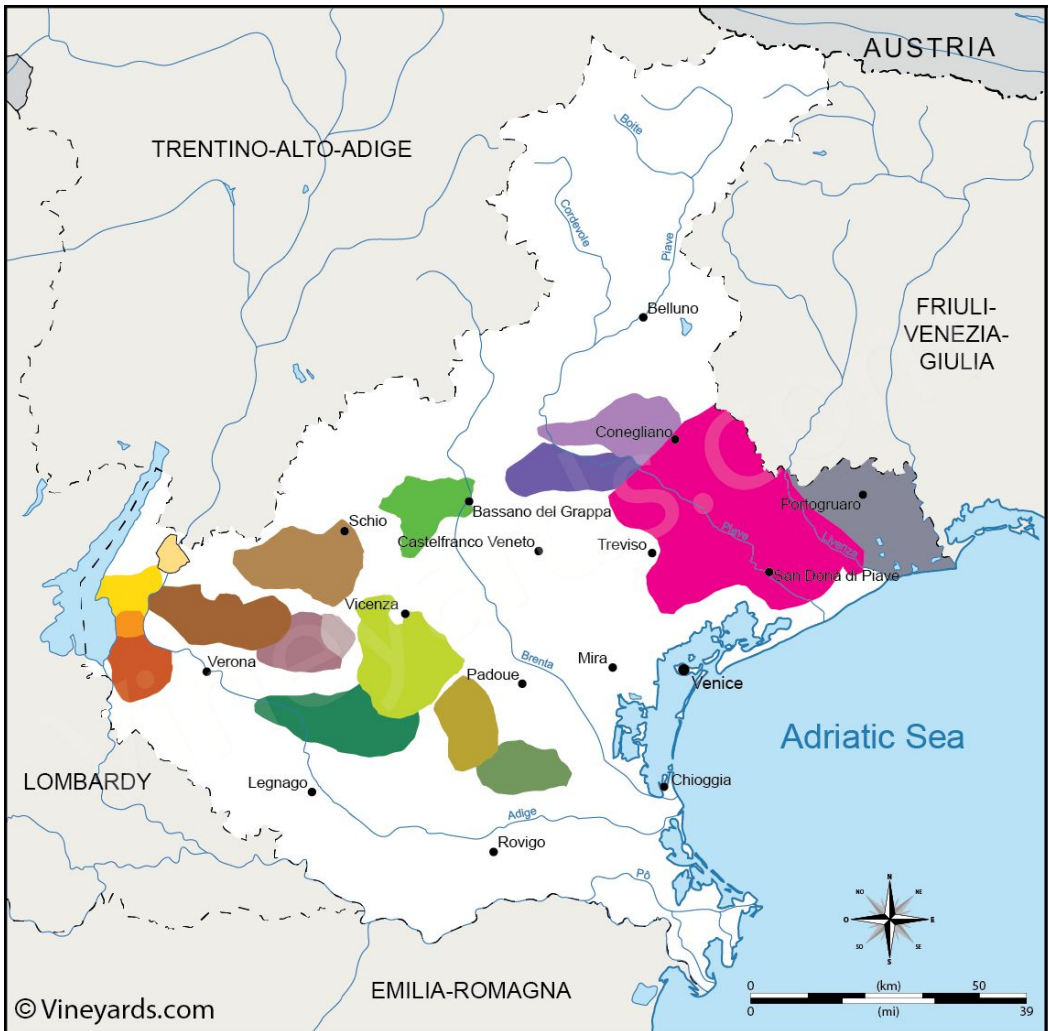 AUSTRIA
TRENTINO-ALTO-ADIGE
Boite
Cordevole
Piave
Belluno
FRIULI-
VENEZIA-
GIULIA
Conegliano
Bassano del Grappa
Portogruaro
Schio
Castelfranco Veneto
Treviso
Piave
Livenza
San Donà di Piave
Vicenza
Verona
Mira
Brenta
Padoue
Venice
Adriatic Sea
LOMBARDY
Legnago
Chioggia
Adige
Rovigo
Pô
N
NO
NE
O
E
SO
SE
S
EMILIA-ROMAGNA
0 (km) 50
0 (mi) 39
© Vineyards.com